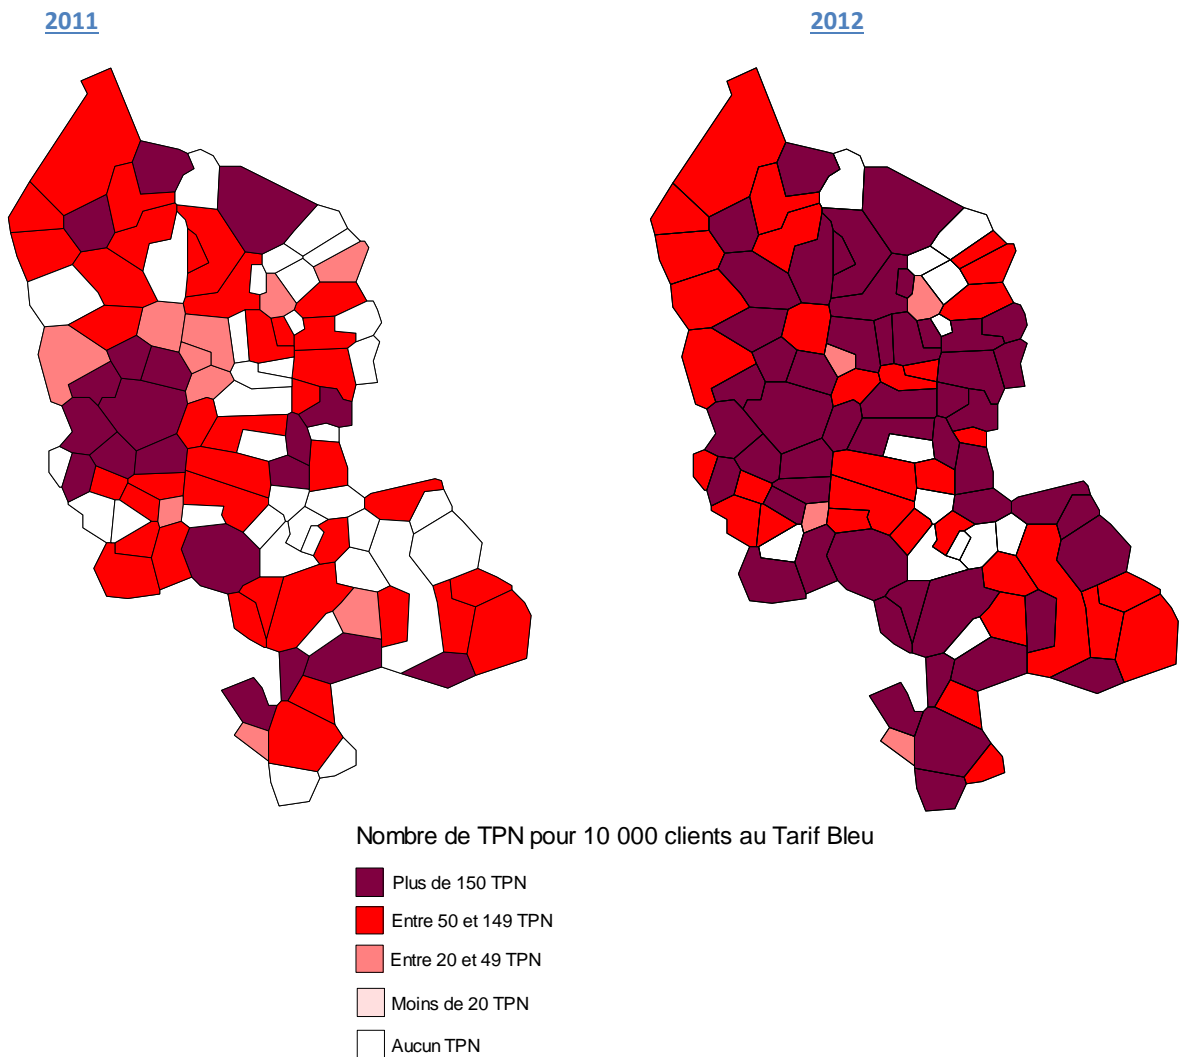 2011
2012
Nombre de TPN pour 10 000 clients au Tarif Bleu
Plus de 150 TPN
Entre 50 et 149 TPN
Entre 20 et 49 TPN
Moins de 20 TPN
Aucun TPN